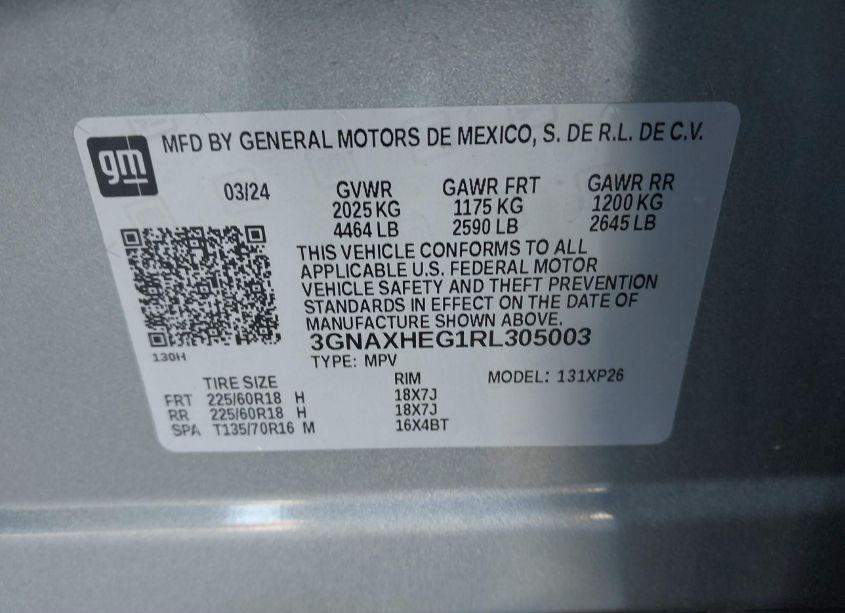 gm
MFD BY GENERAL MOTORS DE MEXICO, S. DE R.L. DE C.V.
03/24 GVWR GAWR FRT GAWR RR
2025 KG 1175 KG 1200 KG
4464 LB 2590 LB 2645 LB
THIS VEHICLE CONFORMS TO ALL
APPLICABLE U.S. FEDERAL MOTOR
VEHICLE SAFETY AND THEFT PREVENTION
STANDARDS IN EFFECT ON THE DATE OF
MANUFACTURE SHOWN ABOVE.
3GNAXHEG1RL305003
130H
TYPE: MPV
TIRE SIZE RIM MODEL: 131XP26
FRT 225/60R18 H 18X7J
RR 225/60R18 H 18X7J
SPA T135/70R16 M 16X4BT